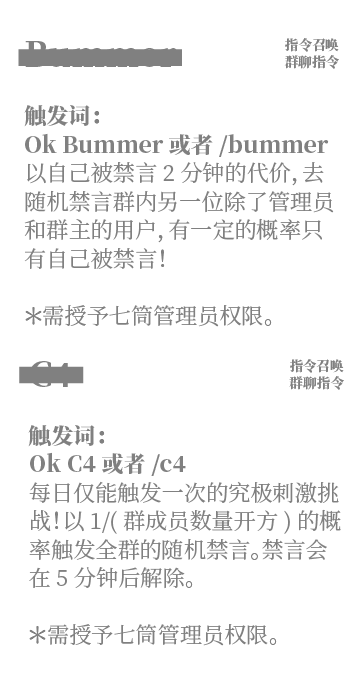 Bummer
指令召唤
群聊指令
触发词：
Ok Bummer 或者 /bummer
以自己被禁言 2 分钟的代价，去
随机禁言群内另一位除了管理员
和群主的用户，有一定的概率只
有自己被禁言！
＊需授予七筒管理员权限。
C4
指令召唤
群聊指令
触发词：
Ok C4 或者 /c4
每日仅能触发一次的究极刺激挑
战！以 1/( 群成员数量开方 ) 的概
率触发全群的随机禁言。禁言会
在 5 分钟后解除。
＊需授予七筒管理员权限。